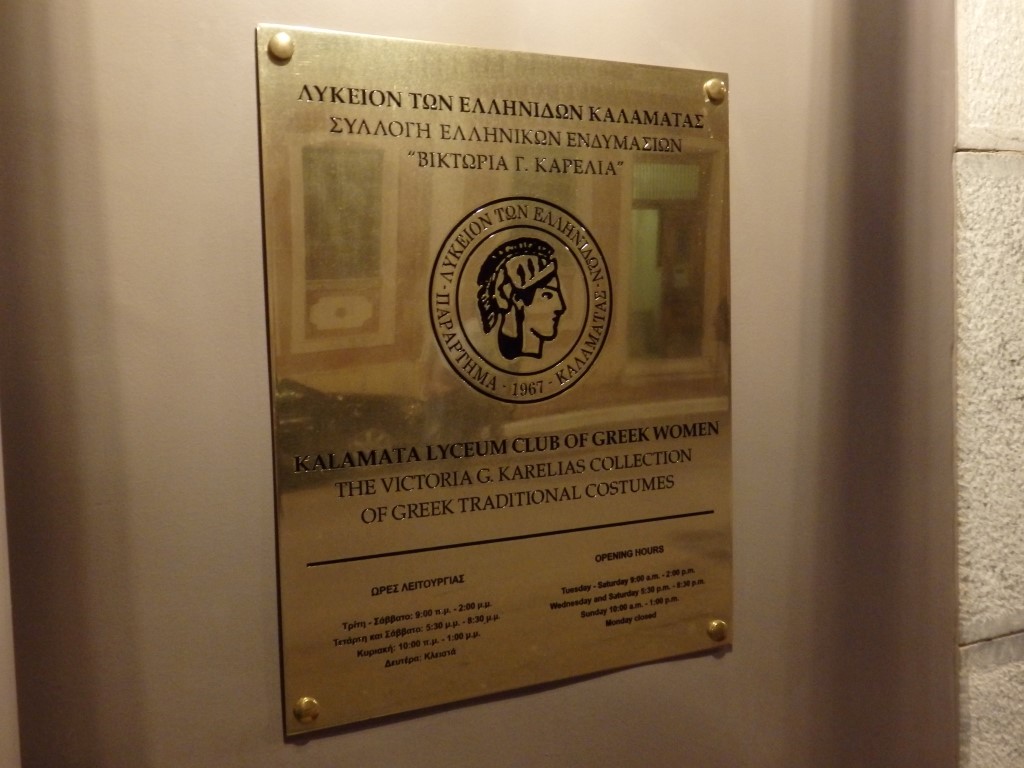 ΛΥΚΕΙΟΝ ΤΩΝ ΕΛΛΗΝΙΔΩΝ ΚΑΛΑΜΑΤΑΣ
ΣΥΛΛΟΓΗ ΕΛΛΗΝΙΚΩΝ ΕΝΔΥΜΑΣΙΩΝ
“ΒΙΚΤΩΡΙΑ Γ. ΚΑΡΕΛΙΑ”
ΛΥΚΕΙΟΝ ΤΩΝ ΕΛΛΗΝΙΔΩΝ
· ΠΑΡΑΡΤΗΜΑ · 1967 · ΚΑΛΑΜΑΤΑΣ ·
KALAMATA LYCEUM CLUB OF GREEK WOMEN
THE VICTORIA G. KARELIAS COLLECTION
OF GREEK TRADITIONAL COSTUMES
ΩΡΕΣ ΛΕΙΤΟΥΡΓΙΑΣ
Τρίτη - Σάββατο: 9:00 π.μ. - 2:00 μ.μ.
Τετάρτη και Σάββατο: 5:30 μ.μ. - 8:30 μ.μ.
Κυριακή: 10:00 π.μ. - 1:00 μ.μ.
Δευτέρα: Κλειστά
OPENING HOURS
Tuesday - Saturday 9:00 a.m. - 2:00 p.m.
Wednesday and Saturday 5:30 p.m. - 8:30 p.m.
Sunday 10:00 a.m. - 1:00 p.m.
Monday closed